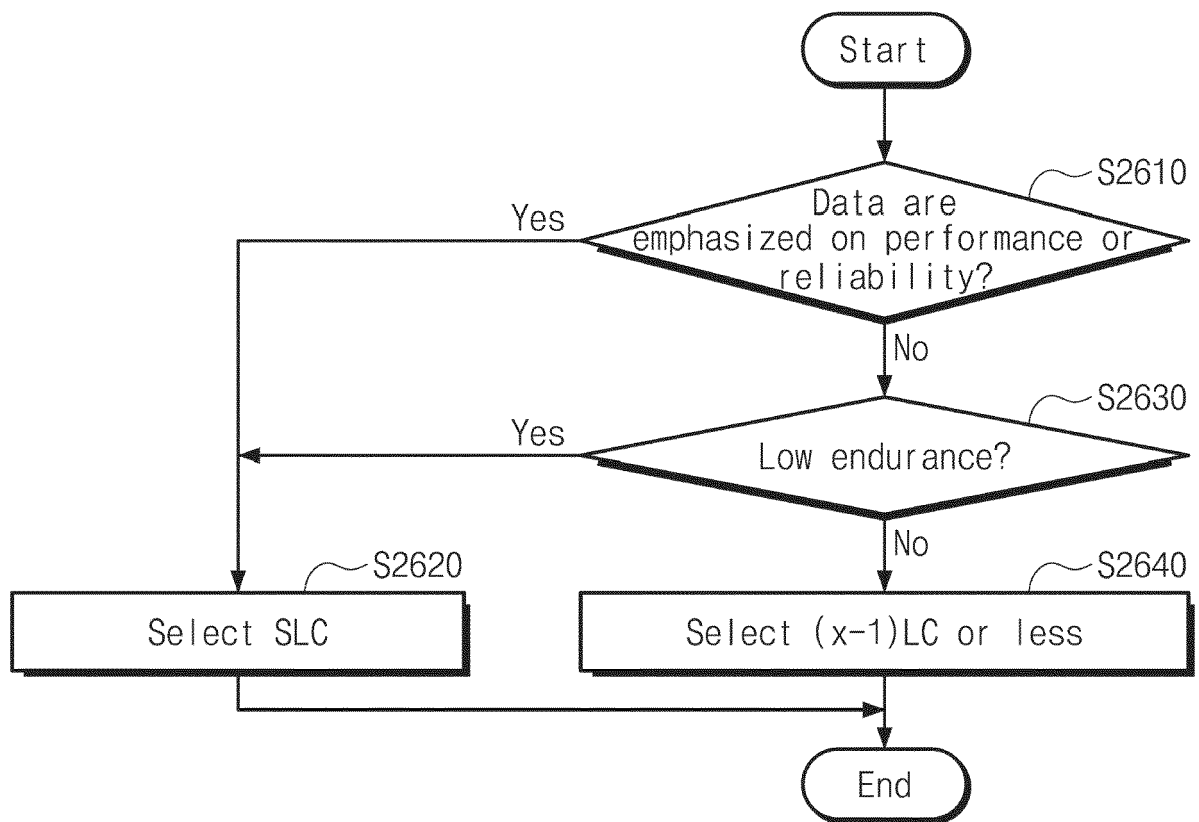 Start
S2610
Data are
emphasized on performance or
reliability?
Yes
No
S2630
Low endurance?
Yes
No
S2620
Select SLC
S2640
Select (x-1)LC or less
End